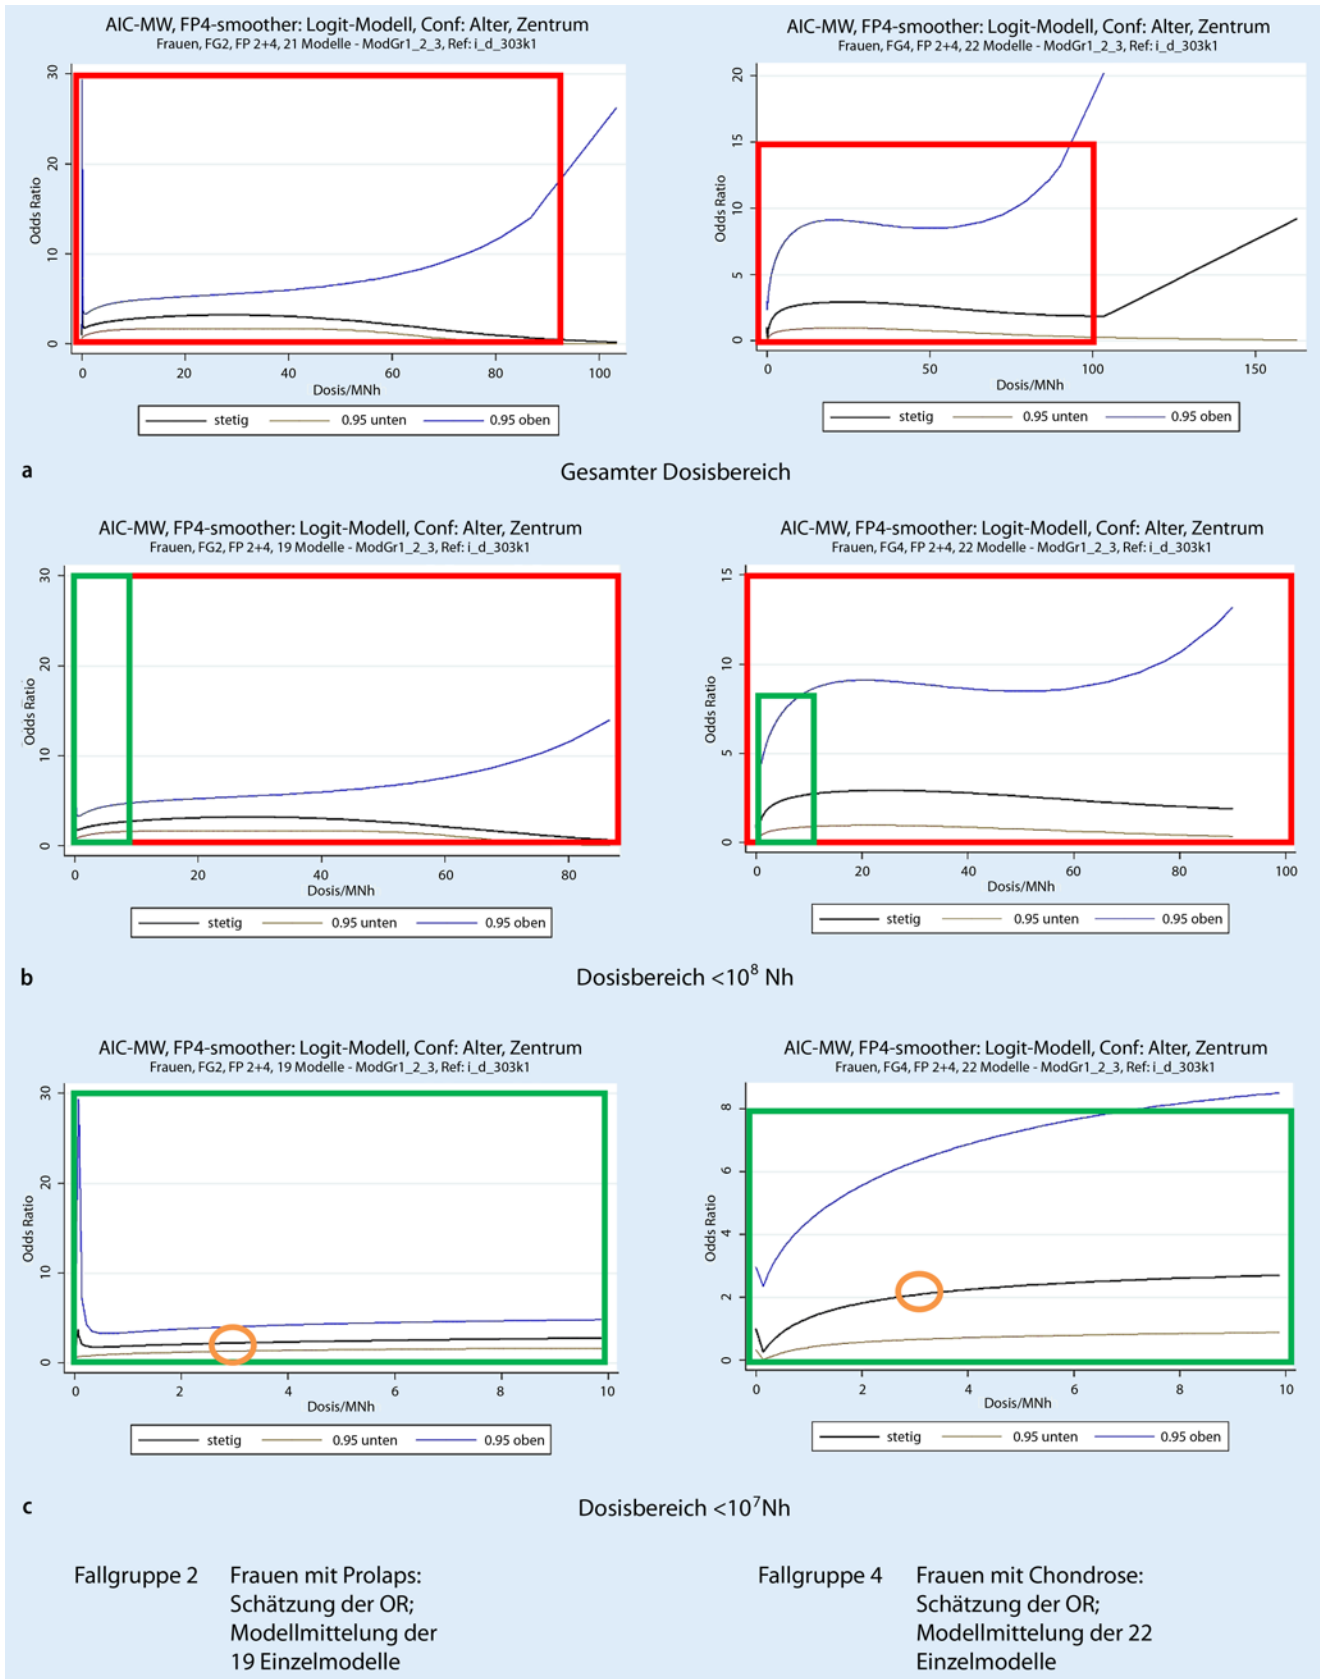 AIC-MW, FP4-smoother: Logit-Modell, Conf: Alter, Zentrum
Frauen, FG2, FP 2+4, 21 Modelle - ModGr1_2_3, Ref: i_d_303k1
30
20
10
0
Odds Ratio
0 20 40 60 80 100
Dosis/MNh
stetig 0.95 unten 0.95 oben
AIC-MW, FP4-smoother: Logit-Modell, Conf: Alter, Zentrum
Frauen, FG4, FP 2+4, 22 Modelle - ModGr1_2_3, Ref: i_d_303k1
20
15
10
5
0
Odds Ratio
0 50 100 150
Dosis/MNh
stetig 0.95 unten 0.95 oben
a Gesamter Dosisbereich
AIC-MW, FP4-smoother: Logit-Modell, Conf: Alter, Zentrum
Frauen, FG2, FP 2+4, 19 Modelle - ModGr1_2_3, Ref: i_d_303k1
30
20
10
0
Odds Ratio
0 20 40 60 80
Dosis/MNh
stetig 0.95 unten 0.95 oben
AIC-MW, FP4-smoother: Logit-Modell, Conf: Alter, Zentrum
Frauen, FG4, FP 2+4, 22 Modelle - ModGr1_2_3, Ref: i_d_303k1
15
10
5
0
Odds Ratio
0 20 40 60 80 100
Dosis/MNh
stetig 0.95 unten 0.95 oben
b Dosisbereich <10⁸ Nh
AIC-MW, FP4-smoother: Logit-Modell, Conf: Alter, Zentrum
Frauen, FG2, FP 2+4, 19 Modelle - ModGr1_2_3, Ref: i_d_303k1
30
20
10
0
Odds Ratio
0 2 4 6 8 10
Dosis/MNh
stetig 0.95 unten 0.95 oben
AIC-MW, FP4-smoother: Logit-Modell, Conf: Alter, Zentrum
Frauen, FG4, FP 2+4, 22 Modelle - ModGr1_2_3, Ref: i_d_303k1
8
6
4
2
0
Odds Ratio
0 2 4 6 8 10
Dosis/MNh
stetig 0.95 unten 0.95 oben
c Dosisbereich <10⁷Nh
Fallgruppe 2 Frauen mit Prolaps:
Schätzung der OR;
Modellmittelung der
19 Einzelmodelle
Fallgruppe 4 Frauen mit Chondrose:
Schätzung der OR;
Modellmittelung der 22
Einzelmodelle